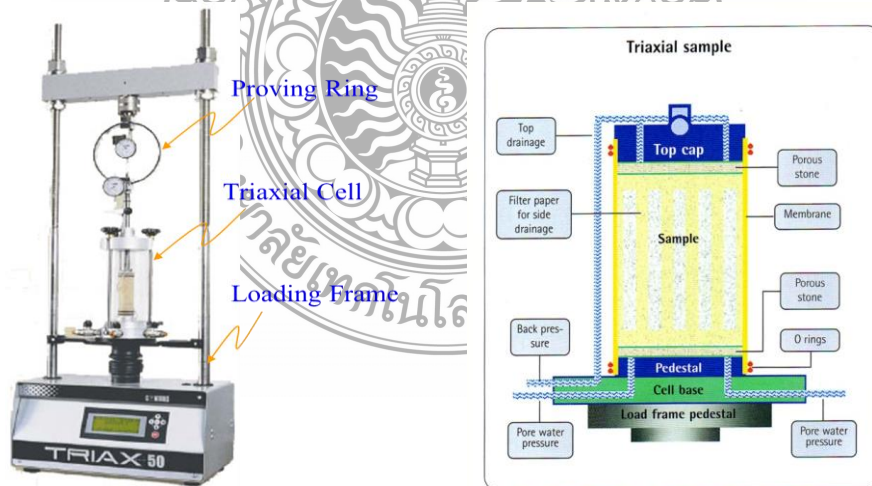 Proving Ring
Triaxial Cell
Loading Frame
TRIAX 50
Triaxial sample
Top
drainage
Top cap
Porous
stone
Filter paper
for side
drainage
Membrane
Sample
Porous
stone
Back pres-
sure
O rings
Pedestal
Cell base
Load frame pedestal
Pore water
pressure
Pore water
pressure